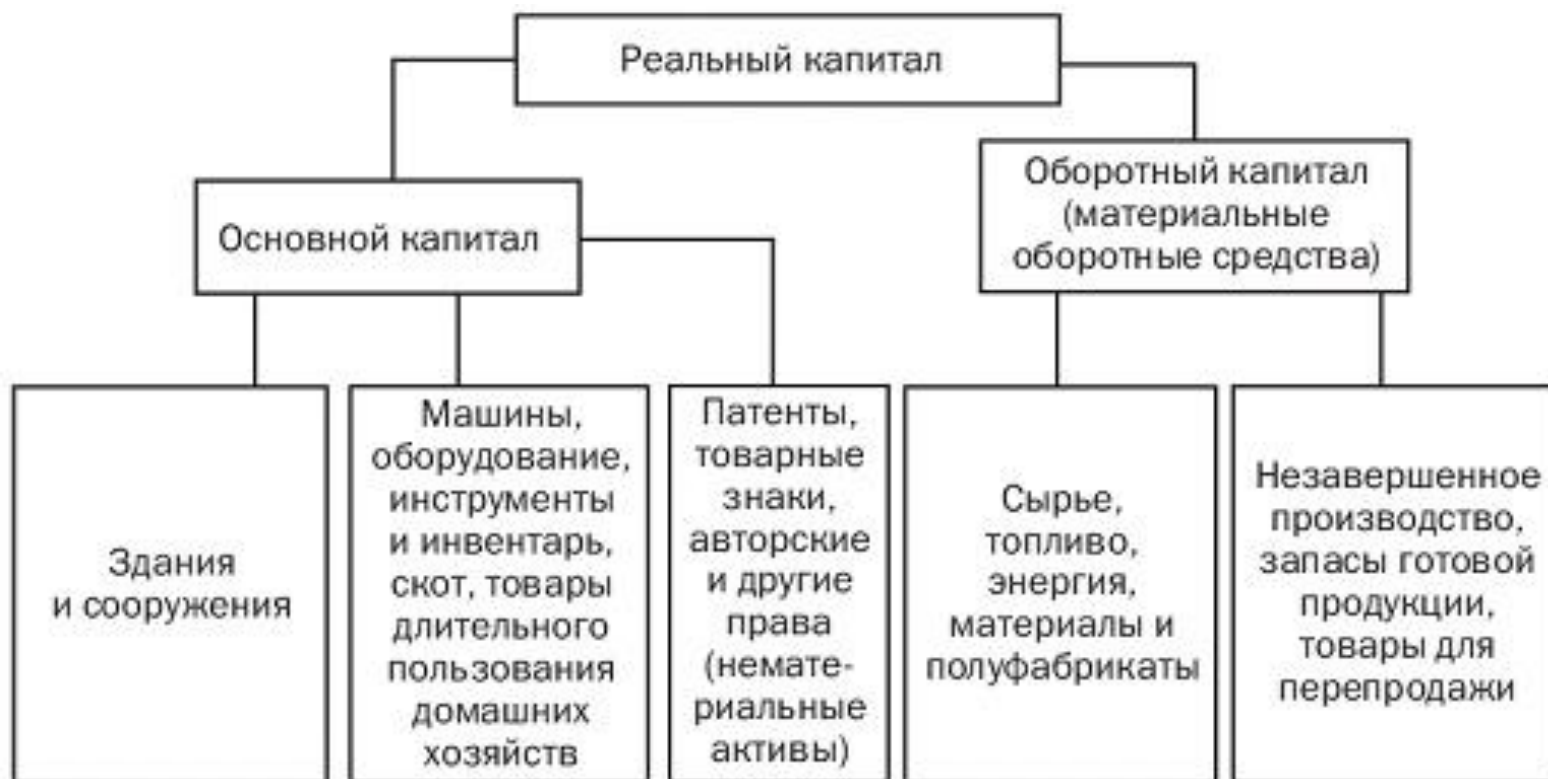 Реальный капитал
Основной капитал
Оборотный капитал
(материальные
оборотные средства)
Здания
и сооружения
Машины,
оборудование,
инструменты
и инвентарь,
скот, товары
длительного
пользования
домашних
хозяйств
Патенты,
товарные
знаки,
авторские
и другие
права
(немате-
риальные
активы)
Сырье,
топливо,
энергия,
материалы и
полуфабрикаты
Незавершенное
производство,
запасы готовой
продукции,
товары для
перепродажи